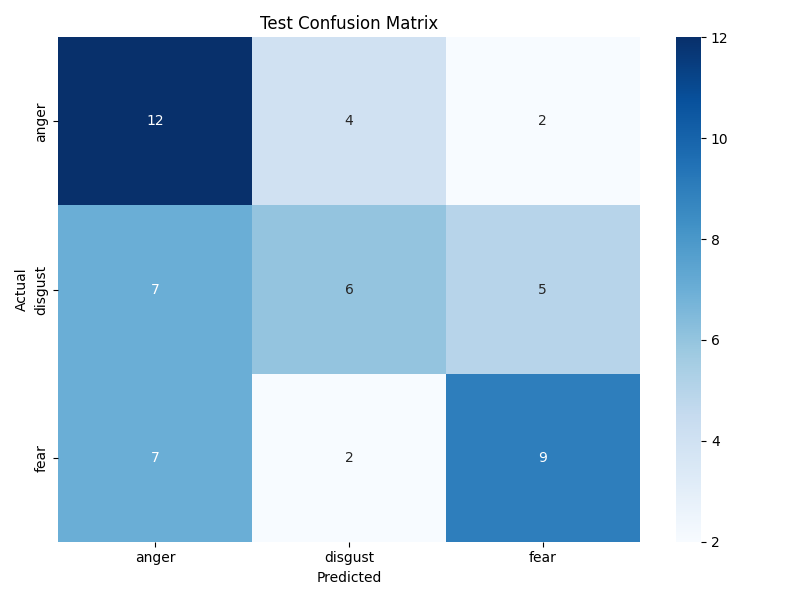 Test Confusion Matrix
12
anger
12
4
2
10
8
Actual
disgust
7
6
5
6
4
fear
7
2
9
2
anger
disgust
fear
Predicted